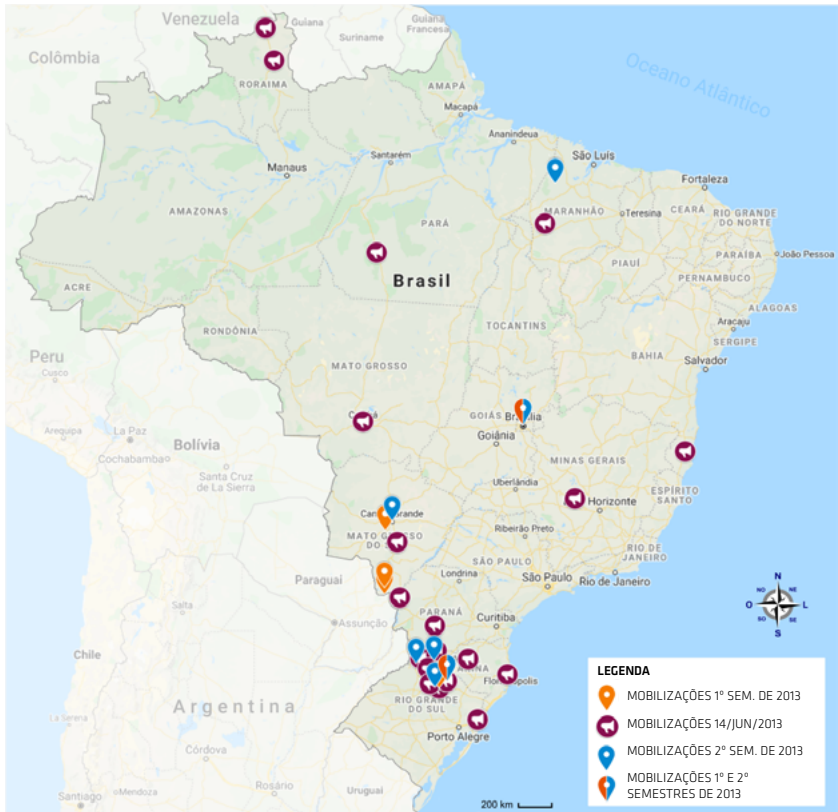 Venezuela
Guiana
Suriname
Guiana
Francesa
Colômbia
Oceano Atlântico
RORAIMA
AMAPÁ
Macapá
Ananindeua
São Luís
Santarém
Manaus
Fortaleza
AMAZONAS
PARÁ
MARANHÃO
Teresina
CEARÁ
RIO GRANDE
DO NORTE
PARAÍBA
João Pessoa
PIAUÍ
PERNAMBUCO
Brasil
ACRE
ALAGOAS
Aracaju
SERGIPE
TOCANTINS
RONDÔNIA
BAHIA
Peru
MATO GROSSO
Salvador
Cusco
GOIÁS
Goiânia
Arequipa
La Paz
Bolívia
Cochabamba
Santa Cruz
de La Sierra
MINAS GERAIS
Uberlândia
ESPÍRITO
SANTO
Horizonte
Ribeirão Preto
RIO DE
JANEIRO
SÃO PAULO
Paraguai
Londrina
São Paulo
Rio de Janeiro
PARANÁ
Curitiba
Salta
Assunção
Chile
N
NO
NE
O
L
SO
SE
S
RIO GRANDE
DO SUL
Porto Alegre
La Serena
Argentina
Córdova
Mendoza
Rosário
Santiago
Uruguai
200 km
LEGENDA
MOBILIZAÇÕES 1º SEM. DE 2013
MOBILIZAÇÕES 14/JUN/2013
MOBILIZAÇÕES 2º SEM. DE 2013
MOBILIZAÇÕES 1º E 2º
SEMESTRES DE 2013